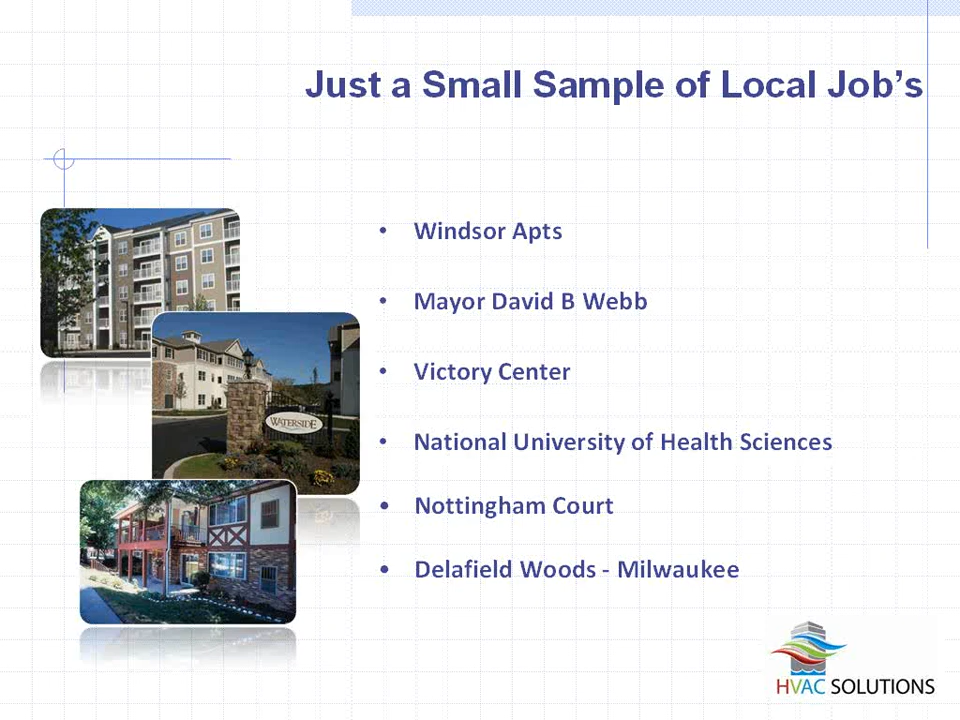 Just a Small Sample of Local Job’s
• Windsor Apts
• Mayor David B Webb
• Victory Center
WATERSIDE
• National University of Health Sciences
• Nottingham Court
• Delafield Woods - Milwaukee
HVAC SOLUTIONS